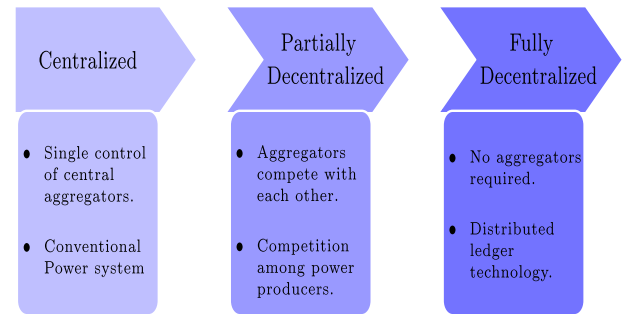 Centralized
Partially
Decentralized
Fully
Decentralized
• Single control
of central
aggregators.
• Conventional
Power system
• Aggregators
compete with
each other.
• Competition
among power
producers.
• No aggregators
required.
• Distributed
ledger
technology.